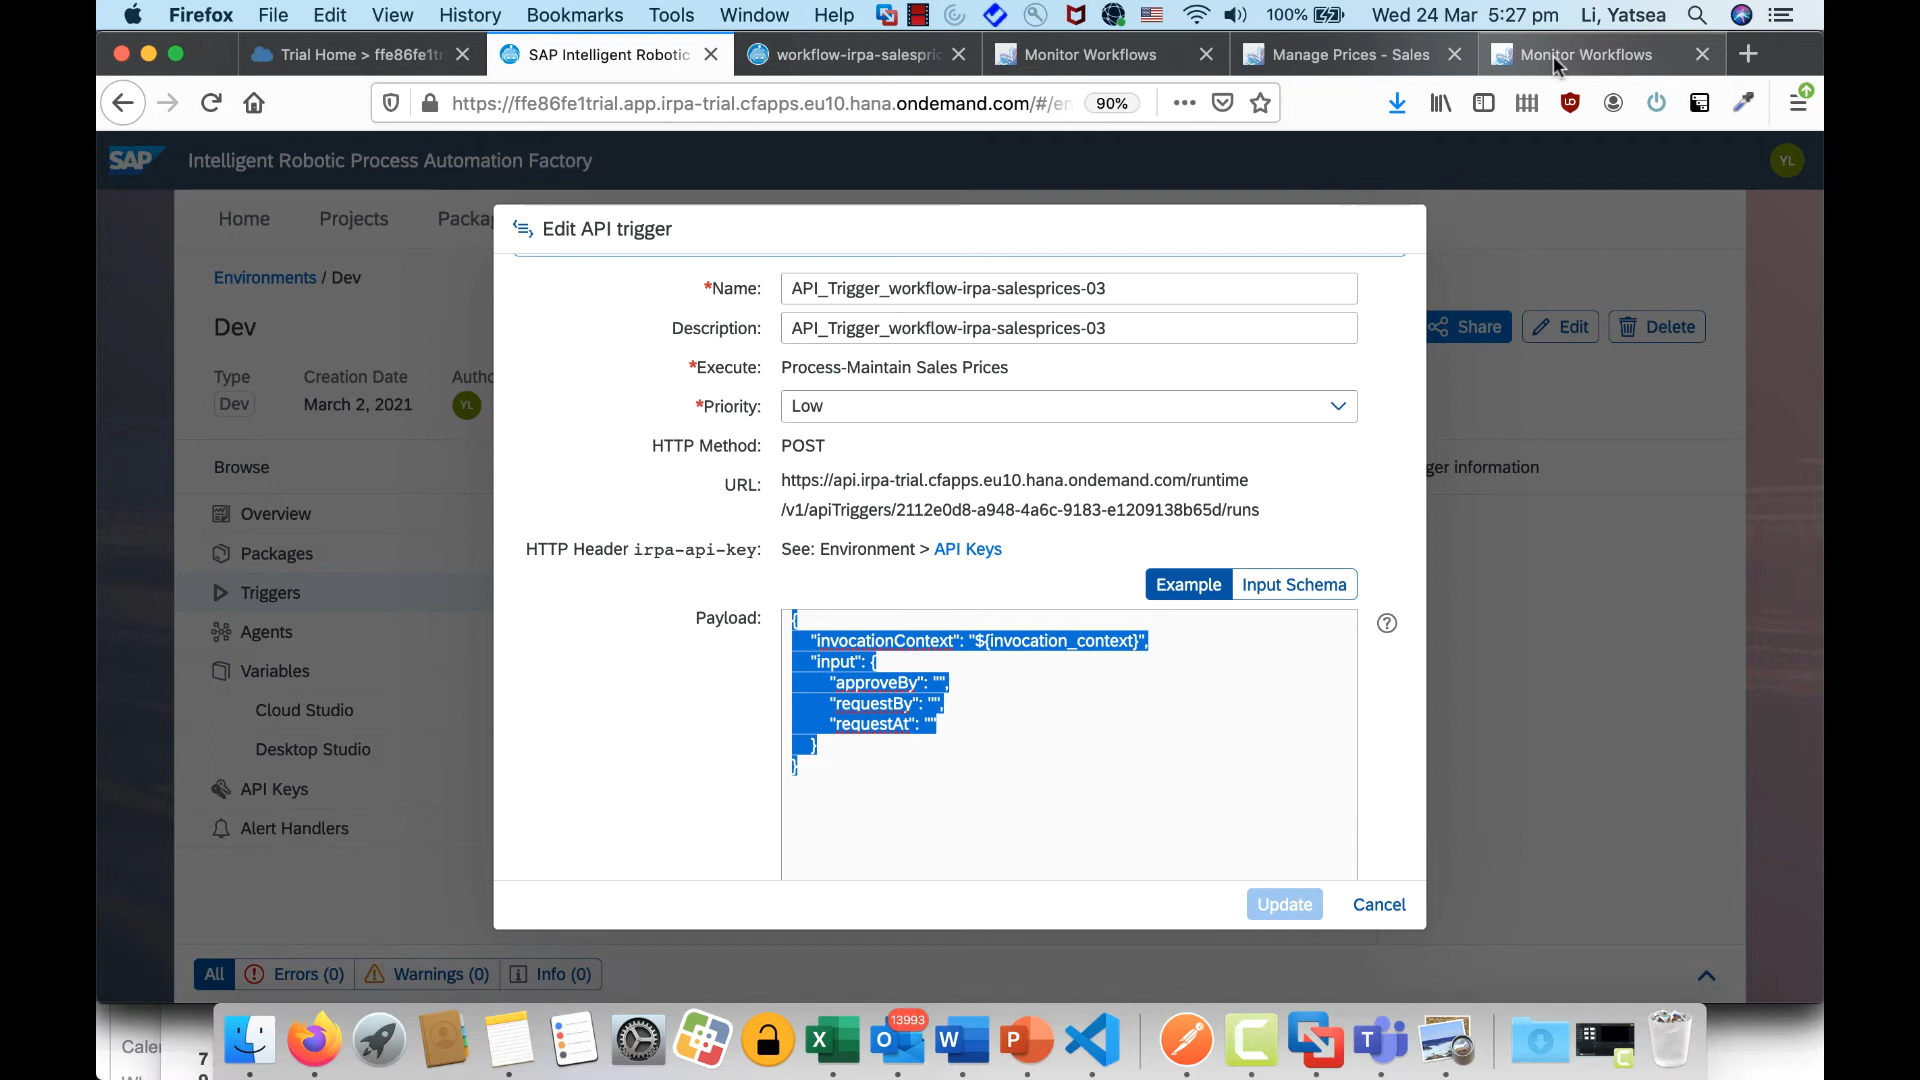 Firefox File Edit View History Bookmarks Tools Window Help 100% Wed 24 Mar 5:27 pm Li, Yatsea
Trial Home > ffe86fe1tr SAP Intelligent Robotic workflow-irpa-salespric Monitor Workflows Manage Prices - Sales Monitor Workflows
https://ffe86fe1trial.app.irpa-trial.cfapps.eu10.hana.ondemand.com/#/en 90%
SAP Intelligent Robotic Process Automation Factory YL
Home Projects Packa
Edit API trigger
Environments / Dev
*Name: API_Trigger_workflow-irpa-salesprices-03
Dev
Description: API_Trigger_workflow-irpa-salesprices-03
Share Edit Delete
*Execute: Process-Maintain Sales Prices
Type Creation Date Autho
Dev March 2, 2021 YL
*Priority: Low
HTTP Method: POST
Browse
ger information
URL: https://api.irpa-trial.cfapps.eu10.hana.ondemand.com/runtime
/v1/apiTriggers/2112e0d8-a948-4a6c-9183-e1209138b65d/runs
Overview
HTTP Header irpa-api-key: See: Environment > API Keys
Packages
Example Input Schema
Triggers
Payload: {
"invocationContext": "${invocation_context}",
"input": {
"approveBy": "",
"requestBy": "",
"requestAt": ""
}
}
Agents
Variables
Cloud Studio
Desktop Studio
API Keys
Alert Handlers
Update Cancel
All Errors (0) Warnings (0) Info (0)
13993
Caler
7